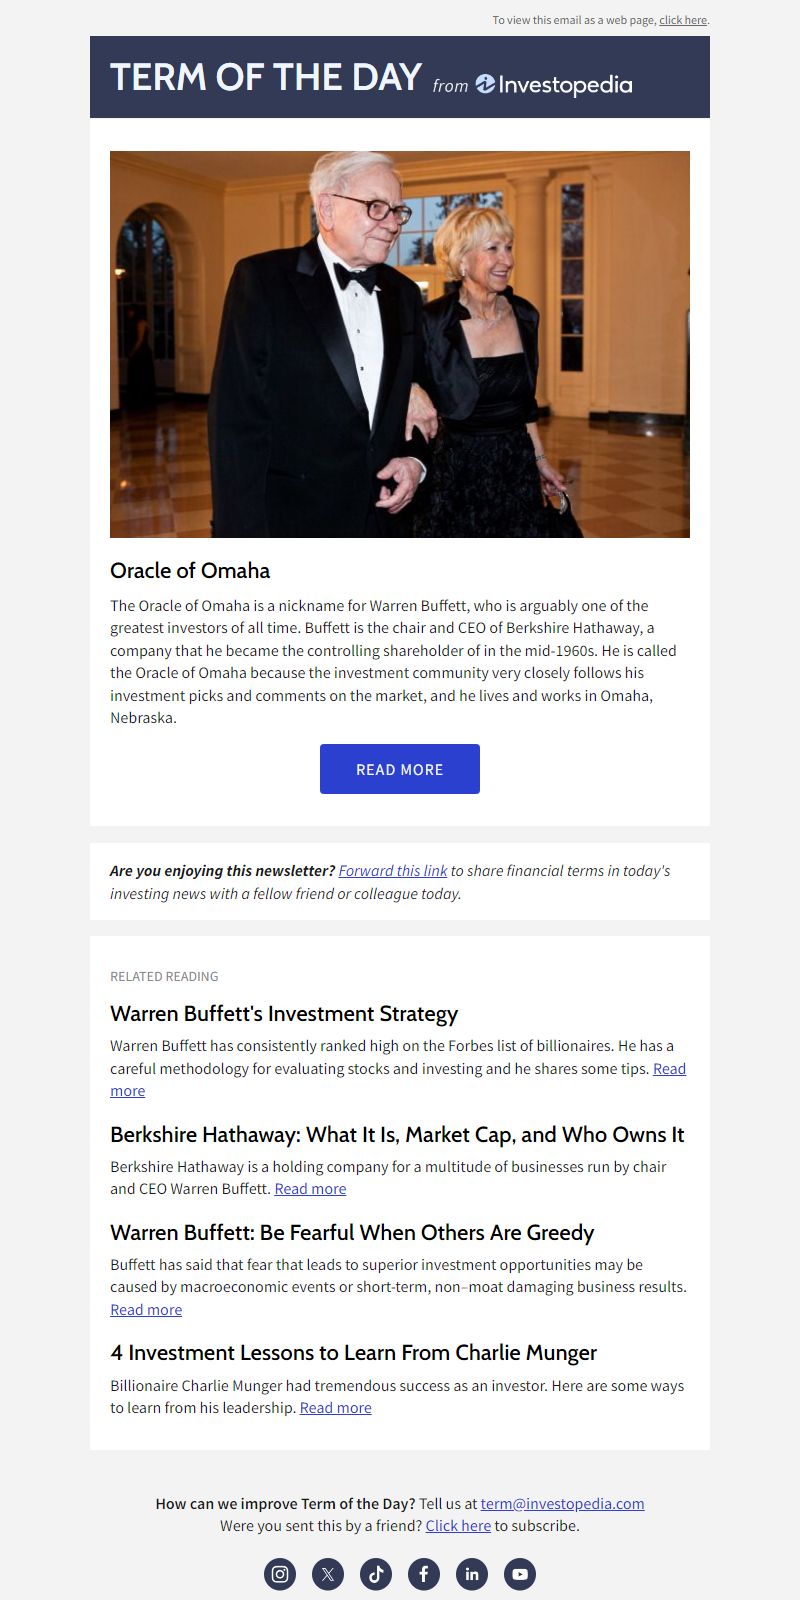 To view this email as a web page, click here.
TERM OF THE DAY from Investopedia
Oracle of Omaha
The Oracle of Omaha is a nickname for Warren Buffett, who is arguably one of the
greatest investors of all time. Buffett is the chair and CEO of Berkshire Hathaway, a
company that he became the controlling shareholder of in the mid-1960s. He is called
the Oracle of Omaha because the investment community very closely follows his
investment picks and comments on the market, and he lives and works in Omaha,
Nebraska.
READ MORE
Are you enjoying this newsletter? Forward this link to share financial terms in today's
investing news with a fellow friend or colleague today.
RELATED READING
Warren Buffett's Investment Strategy
Warren Buffett has consistently ranked high on the Forbes list of billionaires. He has a
careful methodology for evaluating stocks and investing and he shares some tips. Read
more
Berkshire Hathaway: What It Is, Market Cap, and Who Owns It
Berkshire Hathaway is a holding company for a multitude of businesses run by chair
and CEO Warren Buffett. Read more
Warren Buffett: Be Fearful When Others Are Greedy
Buffett has said that fear that leads to superior investment opportunities may be
caused by macroeconomic events or short-term, non–moat damaging business results.
Read more
4 Investment Lessons to Learn From Charlie Munger
Billionaire Charlie Munger had tremendous success as an investor. Here are some ways
to learn from his leadership. Read more
How can we improve Term of the Day? Tell us at term@investopedia.com
Were you sent this by a friend? Click here to subscribe.